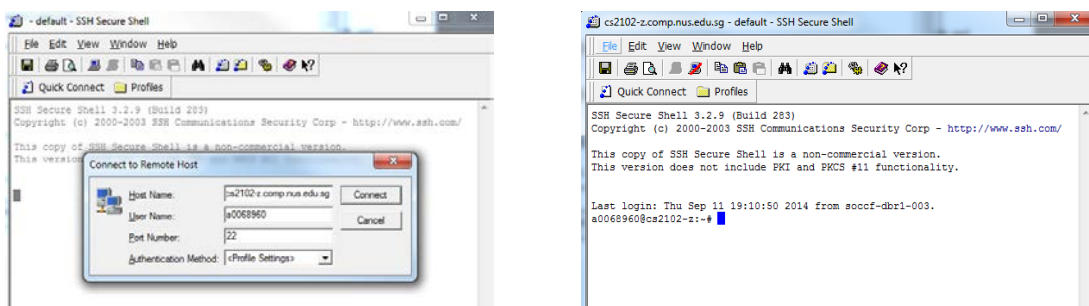 - default - SSH Secure Shell
File Edit View Window Help
Quick Connect Profiles
SSH Secure Shell 3.2.9 (Build 283)
Copyright (c) 2000-2003 SSH Communications Security Corp - http://www.ssh.com/
This copy of SSH Secure Shell is a non-commercial version.
This version
Connect to Remote Host
Host Name: cs2102-z.comp.nus.edu.sg Connect
User Name: a0068960 Cancel
Port Number: 22
Authentication Method: <Profile Settings>
cs2102-z.comp.nus.edu.sg - default - SSH Secure Shell
File Edit View Window Help
Quick Connect Profiles
SSH Secure Shell 3.2.9 (Build 283)
Copyright (c) 2000-2003 SSH Communications Security Corp - http://www.ssh.com/
This copy of SSH Secure Shell is a non-commercial version.
This version does not include PKI and PKCS #11 functionality.
Last login: Thu Sep 11 19:10:50 2014 from soccf-dbr1-003.
a0068960@cs2102-z:~#